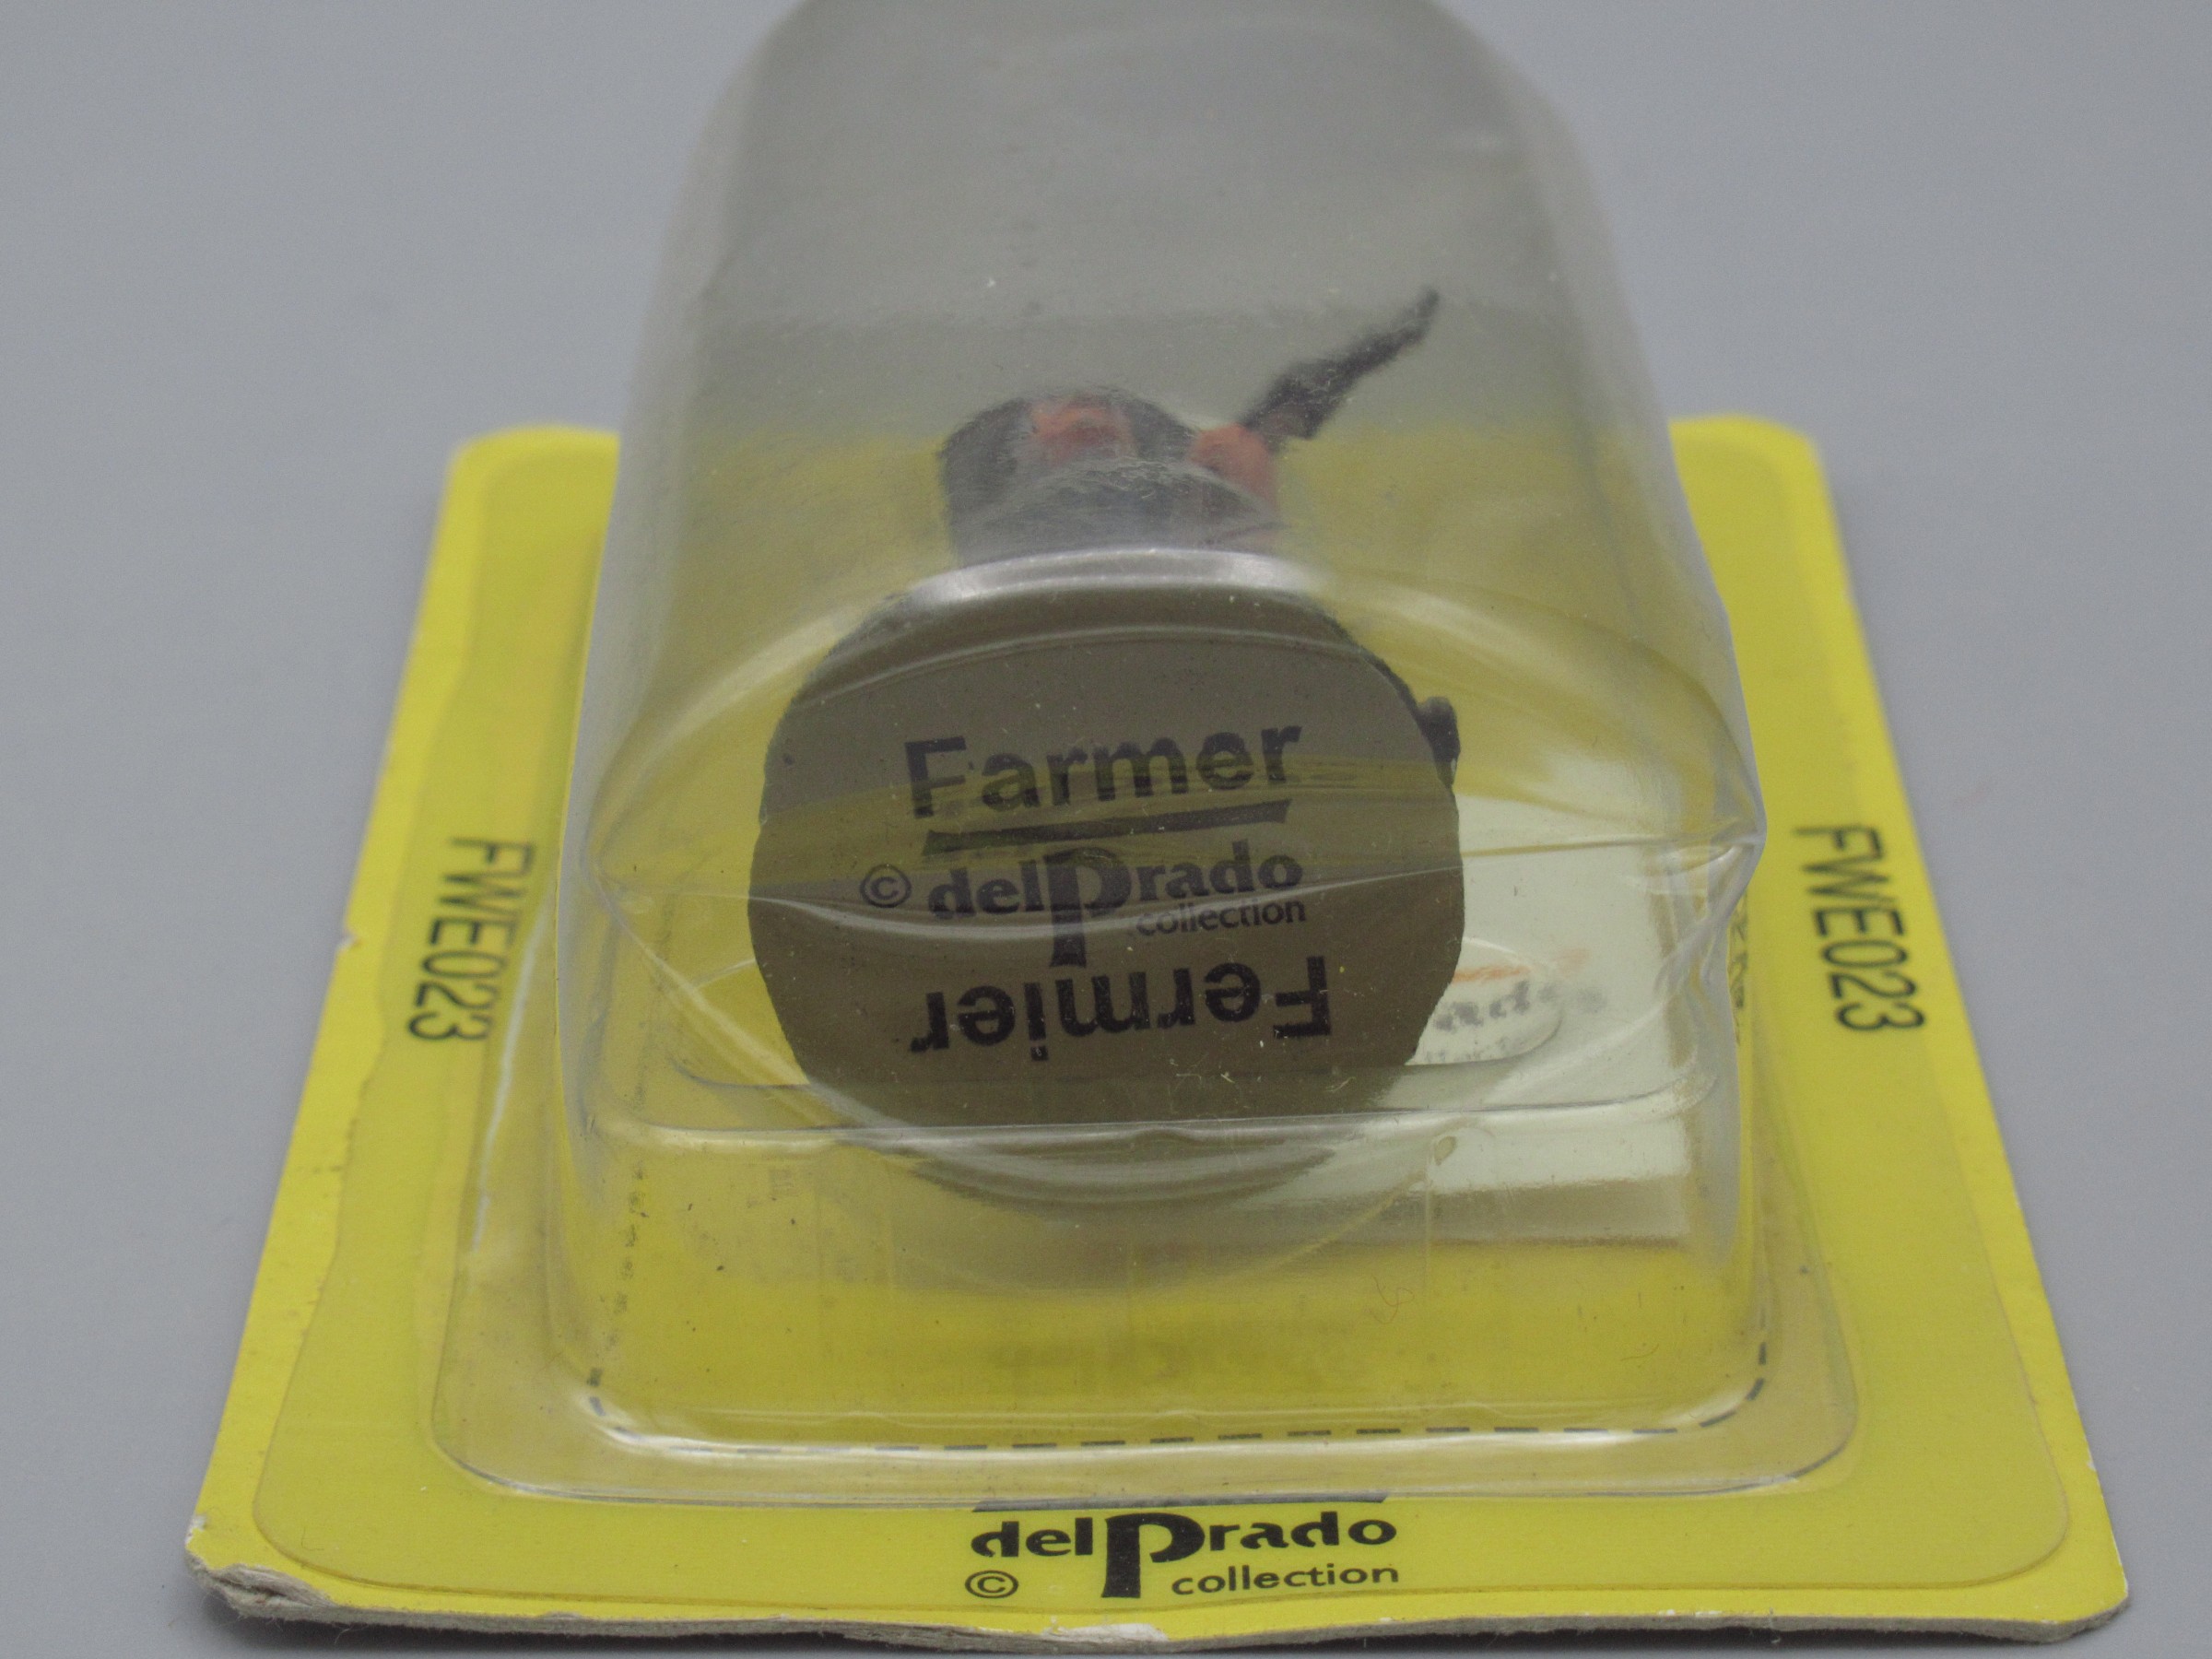 Farmer
© delPrado
collection
Fermier
FWE023
FWE023
delPrado
© collection